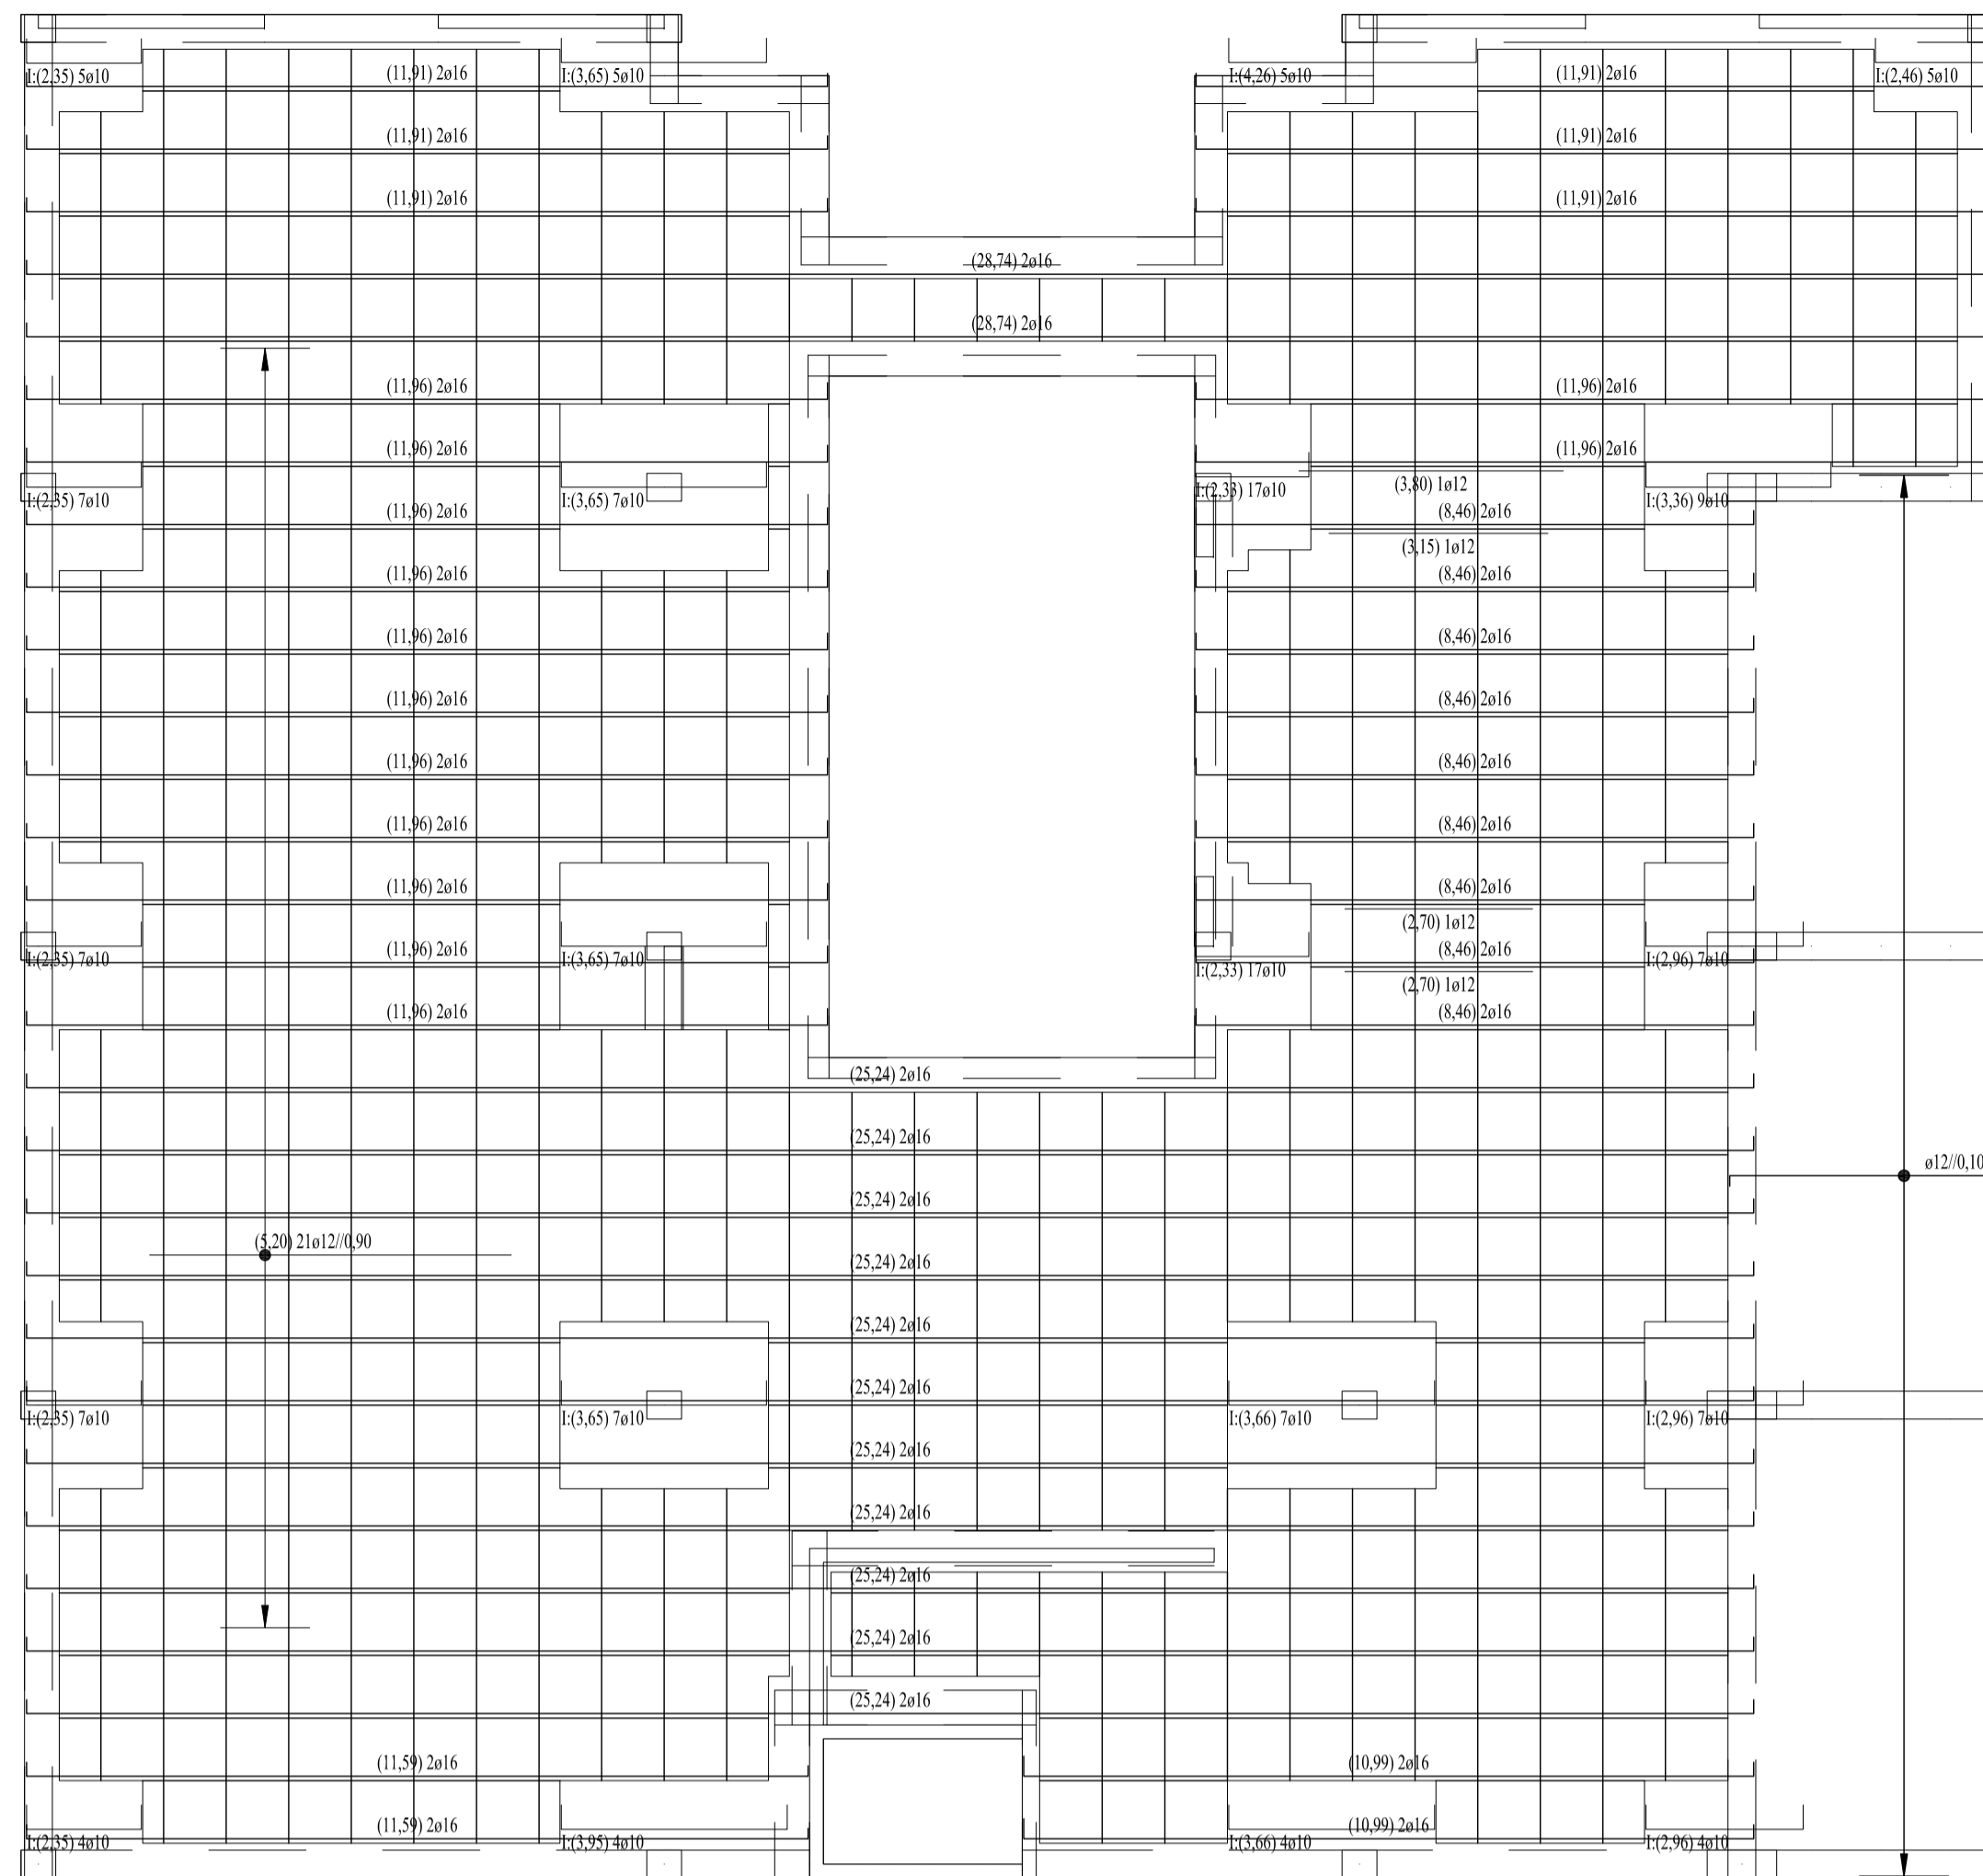 I:(2,35) 5ø10 (11,91) 2ø16 I:(3,65) 5ø10 I:(4,26) 5ø10 (11,91) 2ø16 I:(2,46) 5ø10
(11,91) 2ø16 (11,91) 2ø16
(11,91) 2ø16 (11,91) 2ø16
(28,74) 2ø16
(28,74) 2ø16
(11,96) 2ø16 (11,96) 2ø16
(11,96) 2ø16 (11,96) 2ø16
I:(2,35) 7ø10 I:(3,65) 7ø10 I:(2,33) 17ø10 (3,80) 1ø12 I:(3,36) 9ø10
(11,96) 2ø16 (8,46) 2ø16
(3,15) 1ø12
(11,96) 2ø16 (8,46) 2ø16
(11,96) 2ø16 (8,46) 2ø16
(11,96) 2ø16 (8,46) 2ø16
(11,96) 2ø16 (8,46) 2ø16
(11,96) 2ø16 (8,46) 2ø16
(11,96) 2ø16 (8,46) 2ø16
(2,70) 1ø12
(11,96) 2ø16 (8,46) 2ø16
I:(2,35) 7ø10 I:(3,65) 7ø10 I:(2,33) 17ø10 I:(2,96) 7ø10
(2,70) 1ø12
(11,96) 2ø16 (8,46) 2ø16
(25,24) 2ø16
(25,24) 2ø16
ø12//0,10
(25,24) 2ø16
(5,20) 21ø12//0,90
(25,24) 2ø16
(25,24) 2ø16
(25,24) 2ø16
I:(2,35) 7ø10 I:(3,65) 7ø10 I:(3,66) 7ø10 I:(2,96) 7ø10
(25,24) 2ø16
(25,24) 2ø16
(25,24) 2ø16
(25,24) 2ø16
(25,24) 2ø16
(11,59) 2ø16 (10,99) 2ø16
(11,59) 2ø16 (10,99) 2ø16
I:(2,35) 4ø10 I:(3,95) 4ø10 I:(3,66) 4ø10 I:(2,96) 4ø10